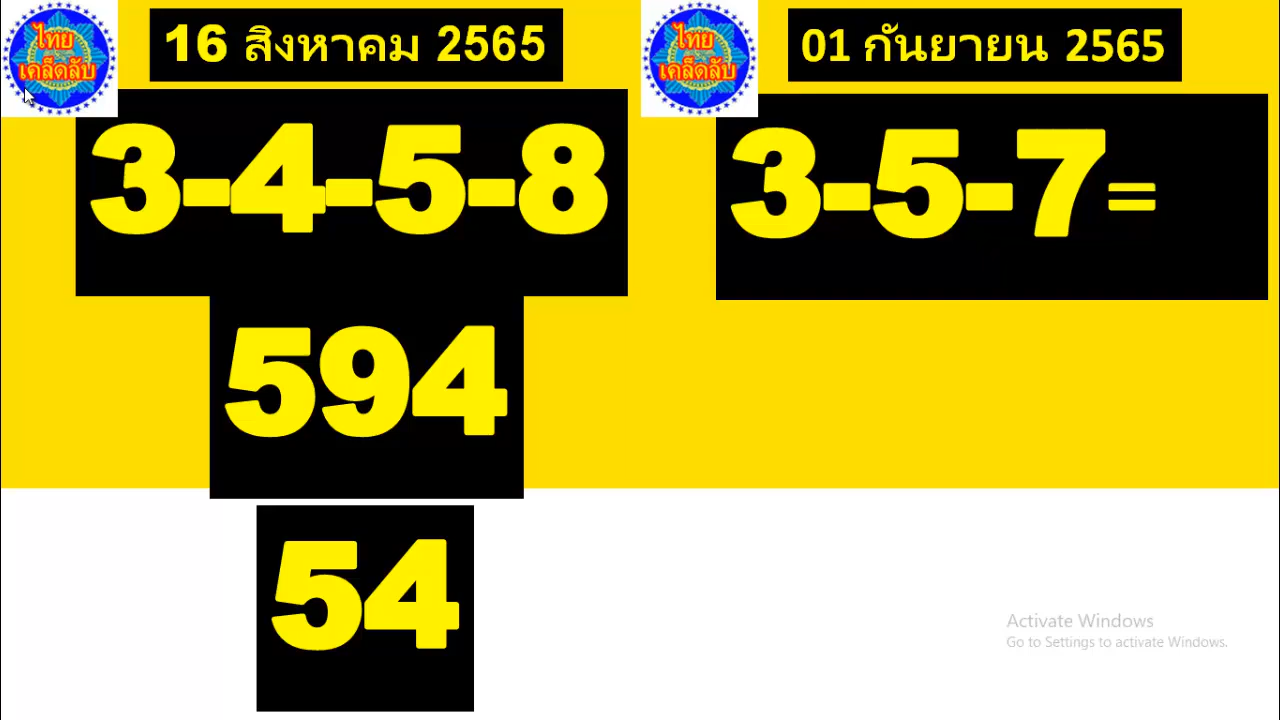 ไทย
เคล็ดลับ
16 สิงหาคม 2565
3-4-5-8
594
54
ไทย
เคล็ดลับ
01 กันยายน 2565
3-5-7=
Activate Windows
Go to Settings to activate Windows.